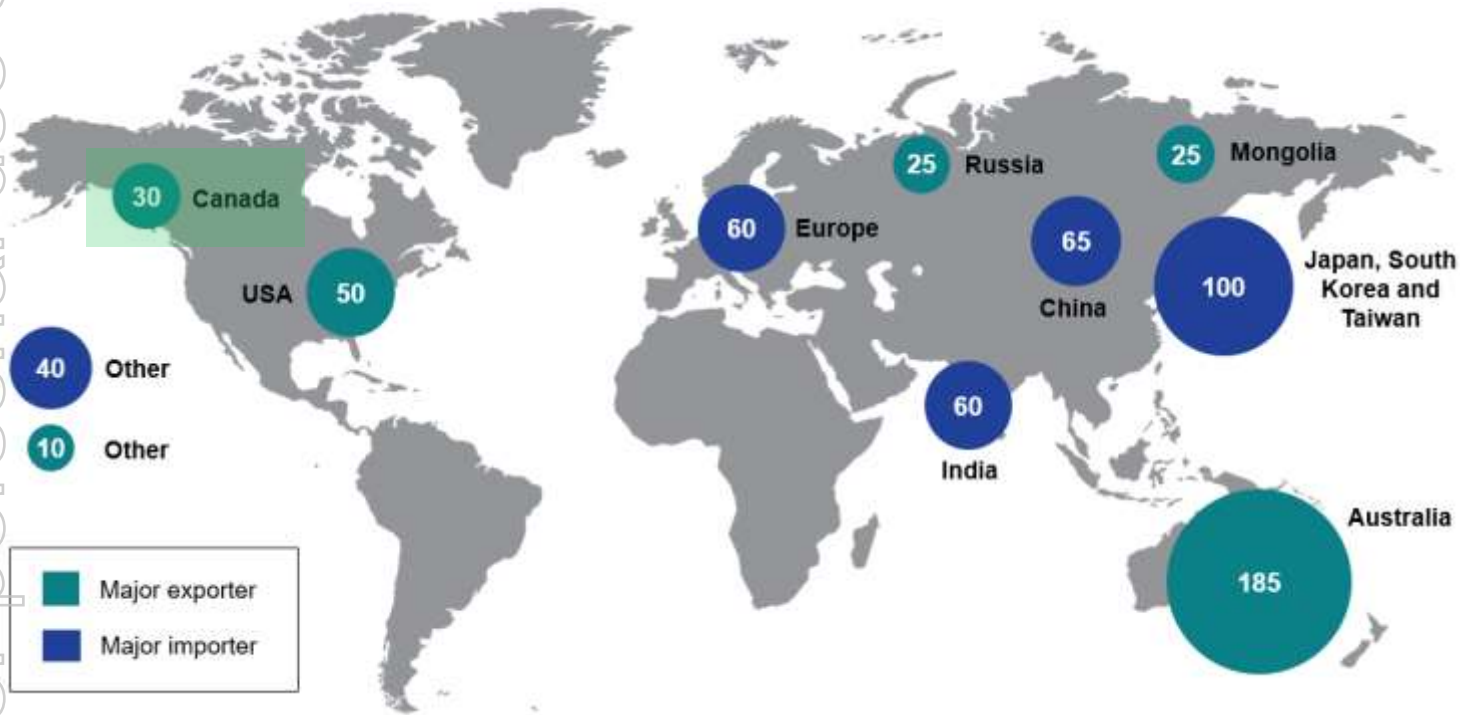 30 Canada
USA 50
40 Other
10 Other
25 Russia
25 Mongolia
60 Europe
65
China
100
Japan, South
Korea and
Taiwan
60
India
Australia
185
Major exporter
Major importer